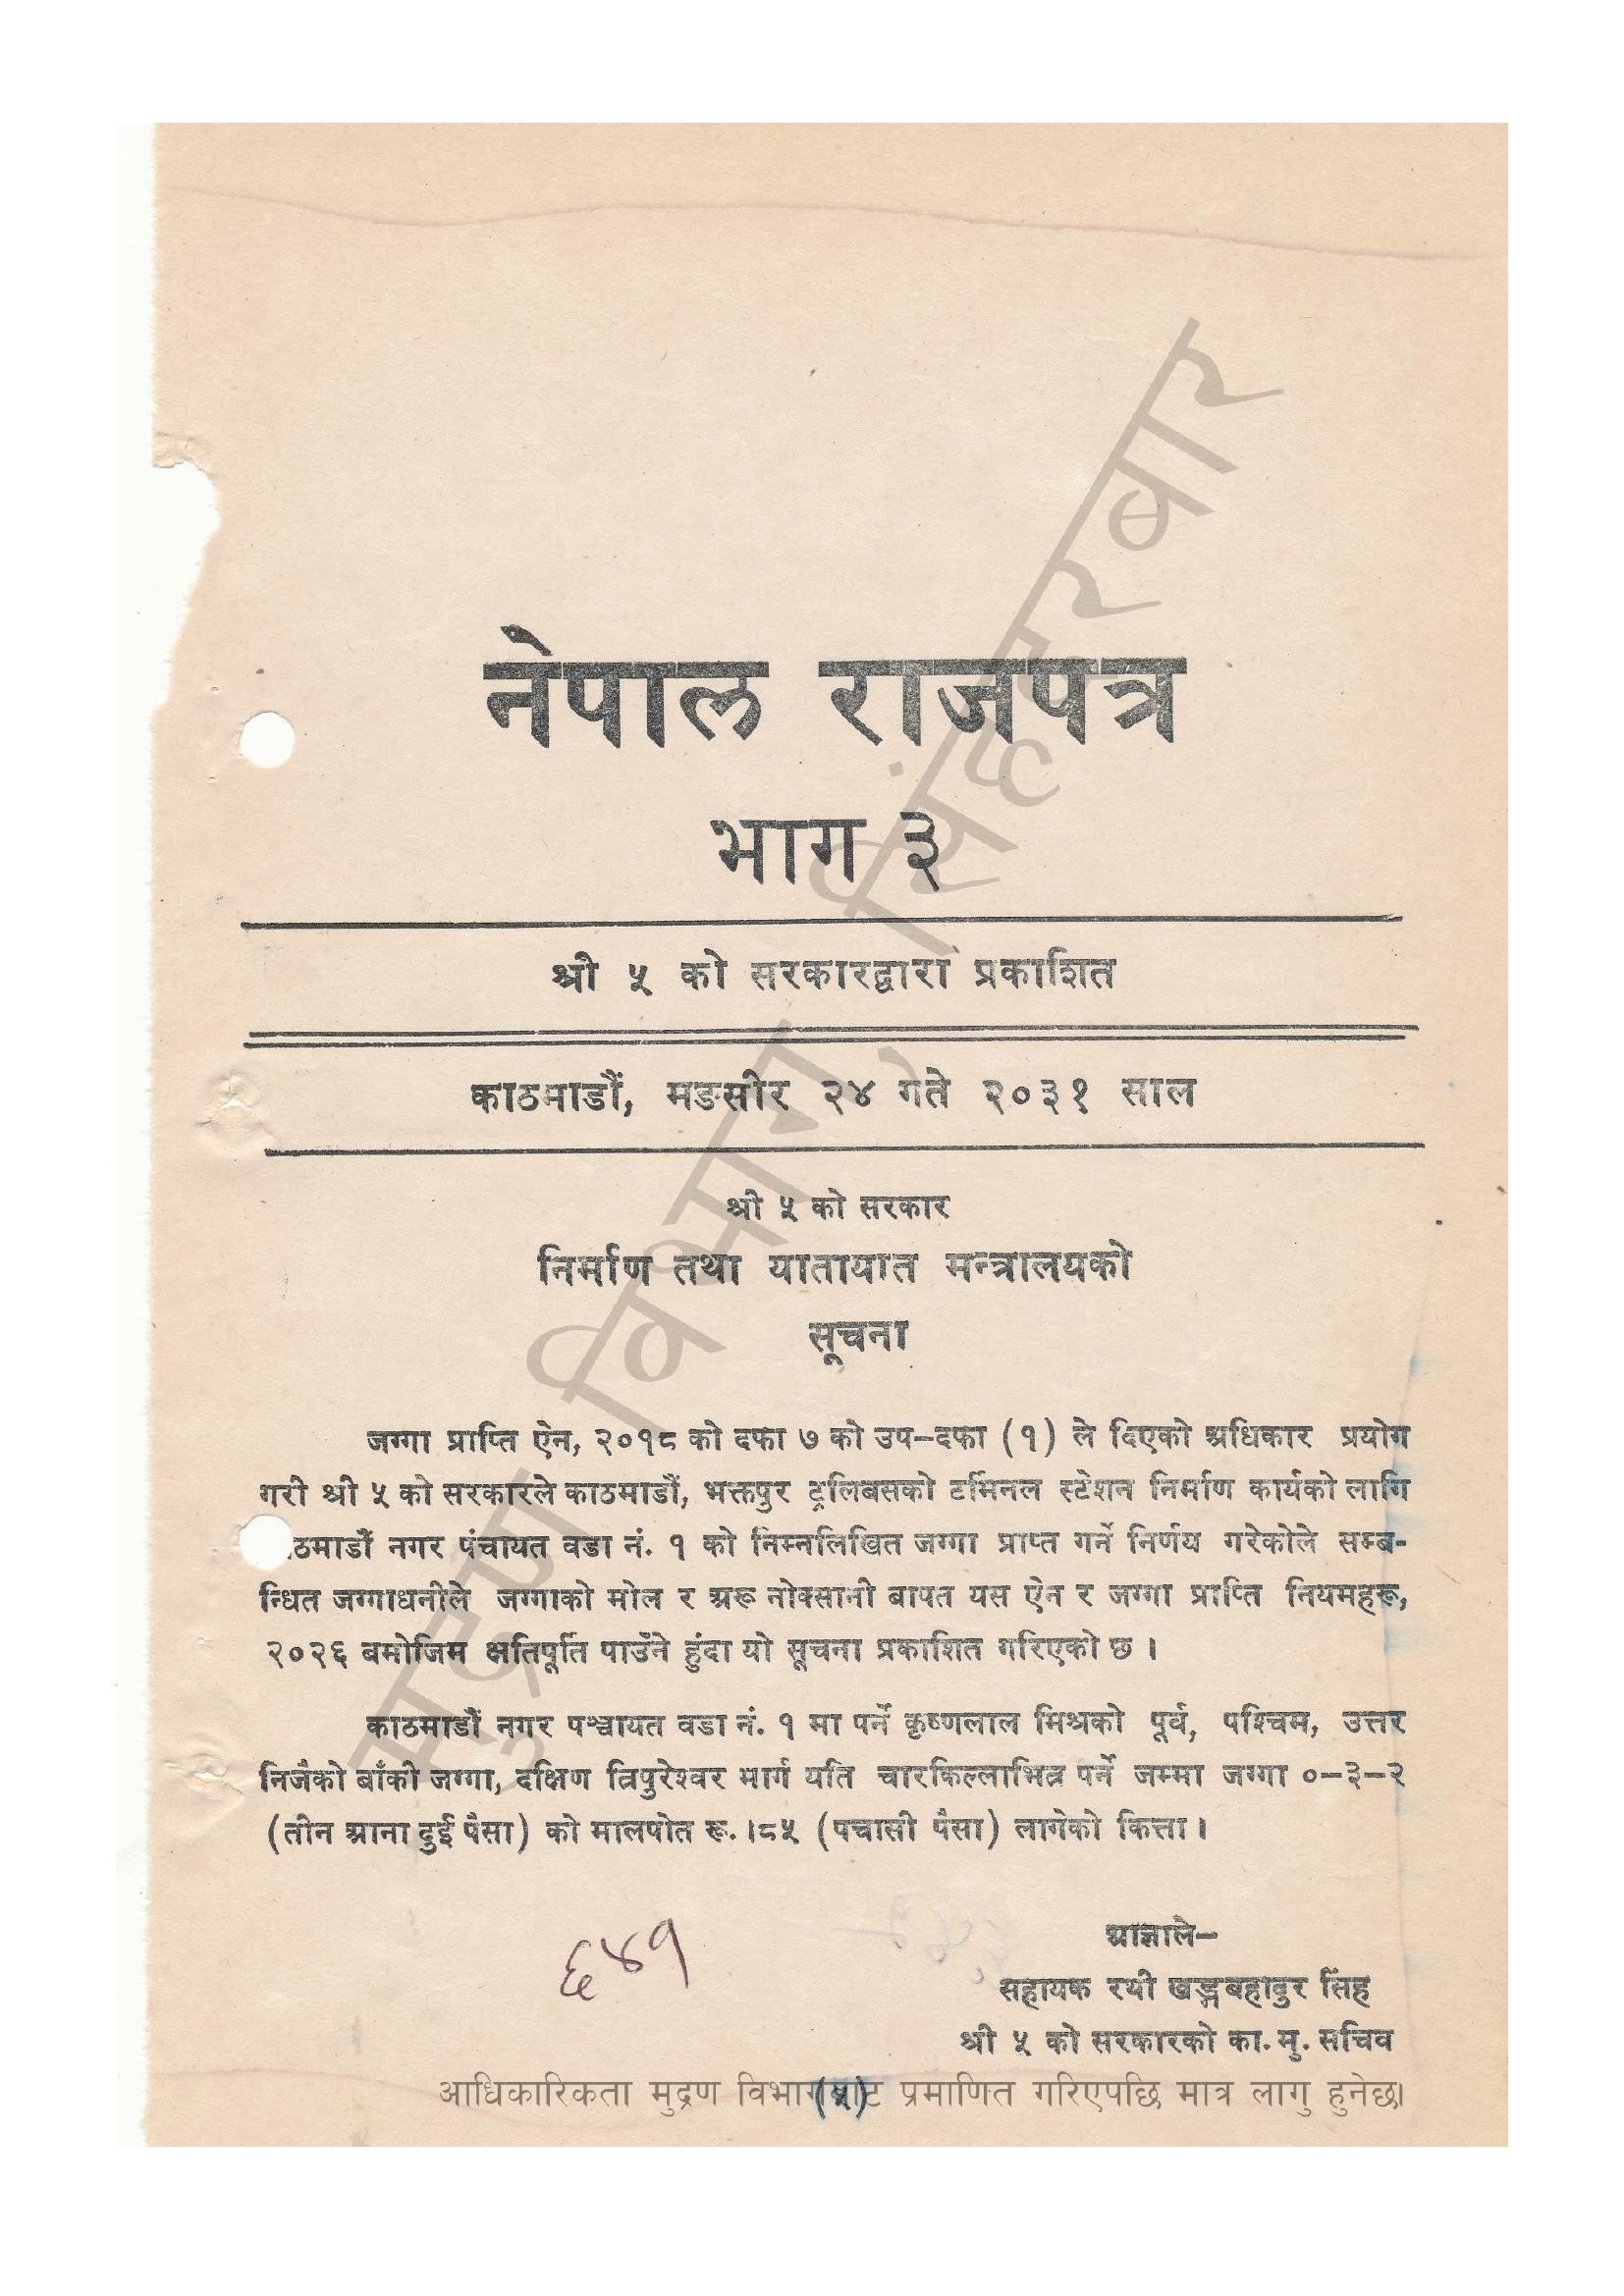 नेपाल राजपत्र
भाग ३
श्री ५ को सरकारद्वारा प्रकाशित
काठमाडौं, मङसीर २४ गते २०३१ साल
श्री ५ को सरकार
निर्माण तथा यातायात मन्त्रालयको
सूचना
जग्गा प्राप्ति ऐन, २०१८ को दफा ७ को उप-दफा (१) ले दिएको अधिकार प्रयोग
गरी श्री ५ को सरकारले काठमाडौं, भक्तपुर ट्रलिबसको टर्मिनल स्टेशन निर्माण कार्यको लागि
ठमाडौं नगर पंचायत वडा नं. १ को निम्नलिखित जग्गा प्राप्त गर्ने निर्णय गरेकोले सम्ब-
न्धित जग्गाधनीले जग्गाको मोल र अरू नोक्सानी बापत यस ऐन र जग्गा प्राप्ति नियमहरू,
२०२६ बमोजिम क्षतिपूर्ति पाउँने हुंदा यो सूचना प्रकाशित गरिएको छ ।
काठमाडौं नगर पञ्चायत वडा नं. १ मा पर्ने कृष्णलाल मिश्रको पूर्व, पश्चिम, उत्तर
निजैको बाँकी जग्गा, दक्षिण त्रिपुरेश्वर मार्ग यति चारकिल्लाभित्र पर्ने जम्मा जग्गा ०-३-२
(तीन आना दुई पैसा) को मालपोत रू. ।८५ (पचासी पैसा) लागेको कित्ता ।
६४१
आज्ञाले-
सहायक रथी खड्गबहादुर सिंह
श्री ५ को सरकारको का. मु. सचिव
(५)
आधिकारिकता मुद्रण विभागबाट प्रमाणित गरिएपछि मात्र लागु हुनेछ।
मुद्रण विभाग, सिंहदरबार